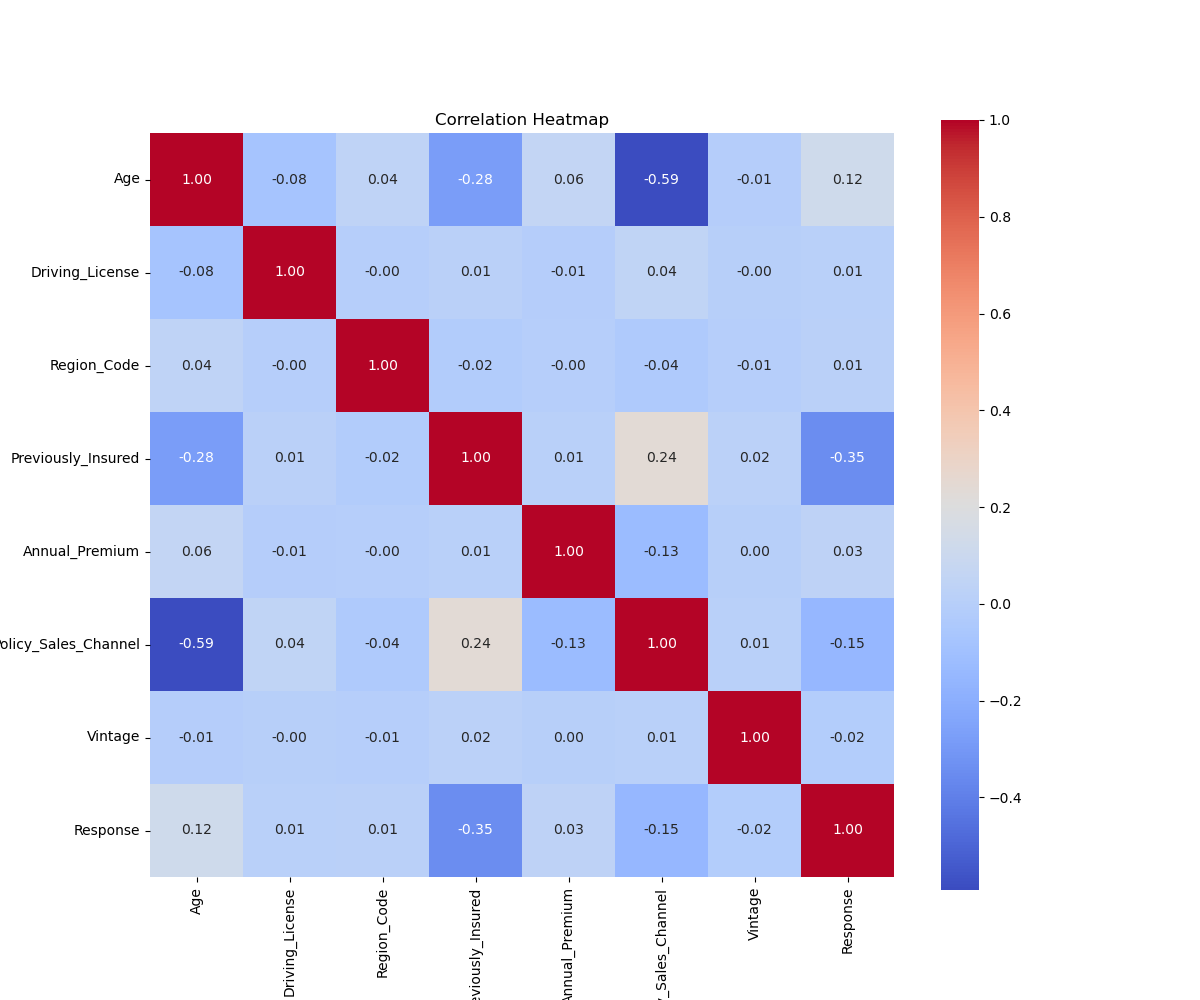 Correlation Heatmap
1.0
Age 1.00 -0.08 0.04 -0.28 0.06 -0.59 -0.01 0.12
0.8
Driving_License -0.08 1.00 -0.00 0.01 -0.01 0.04 -0.00 0.01
0.6
Region_Code 0.04 -0.00 1.00 -0.02 -0.00 -0.04 -0.01 0.01
0.4
Previously_Insured -0.28 0.01 -0.02 1.00 0.01 0.24 0.02 -0.35
0.2
Annual_Premium 0.06 -0.01 -0.00 0.01 1.00 -0.13 0.00 0.03
0.0
olicy_Sales_Channel -0.59 0.04 -0.04 0.24 -0.13 1.00 0.01 -0.15
−0.2
Vintage -0.01 -0.00 -0.01 0.02 0.00 0.01 1.00 -0.02
−0.4
Response 0.12 0.01 0.01 -0.35 0.03 -0.15 -0.02 1.00
Age
Driving_License
Region_Code
eviously_Insured
Annual_Premium
_Sales_Channel
Vintage
Response